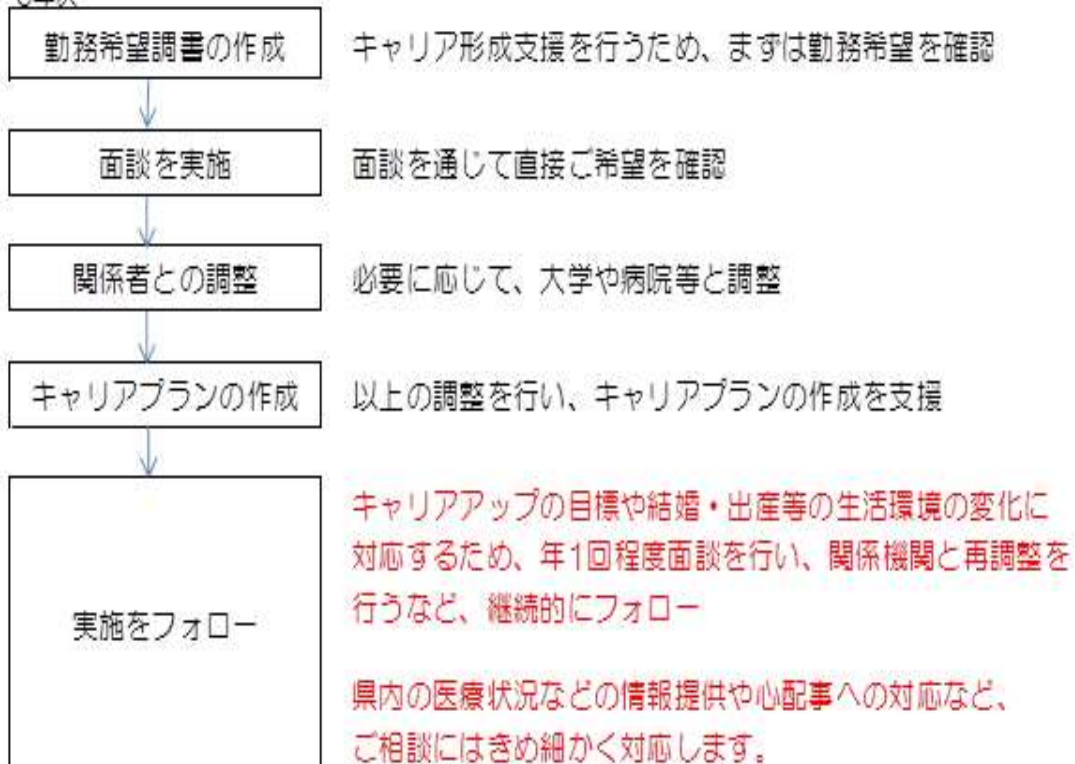 勤務希望調書の作成
キャリア形成支援を行うため、まずは勤務希望を確認
面談を実施
面談を通じて直接ご希望を確認
関係者との調整
必要に応じて、大学や病院等と調整
キャリアプランの作成
以上の調整を行い、キャリアプランの作成を支援
実施をフォロー
キャリアアップの目標や結婚・出産等の生活環境の変化に
対応するため、年1回程度面談を行い、関係機関と再調整を
行うなど、継続的にフォロー
県内の医療状況などの情報提供や心配事への対応など、
ご相談にはきめ細かく対応します。